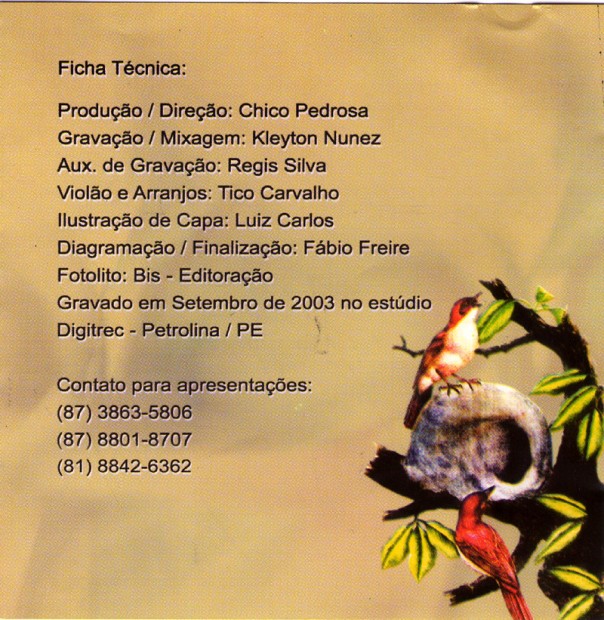 Ficha Técnica:
Produção / Direção: Chico Pedrosa
Gravação / Mixagem: Kleyton Nunez
Aux. de Gravação: Regis Silva
Violão e Arranjos: Tico Carvalho
Ilustração de Capa: Luiz Carlos
Diagramação / Finalização: Fábio Freire
Fotolito: Bis - Editoração
Gravado em Setembro de 2003 no estúdio
Digitrec - Petrolina / PE
Contato para apresentações:
(87) 3863-5806
(87) 8801-8707
(81) 8842-6362